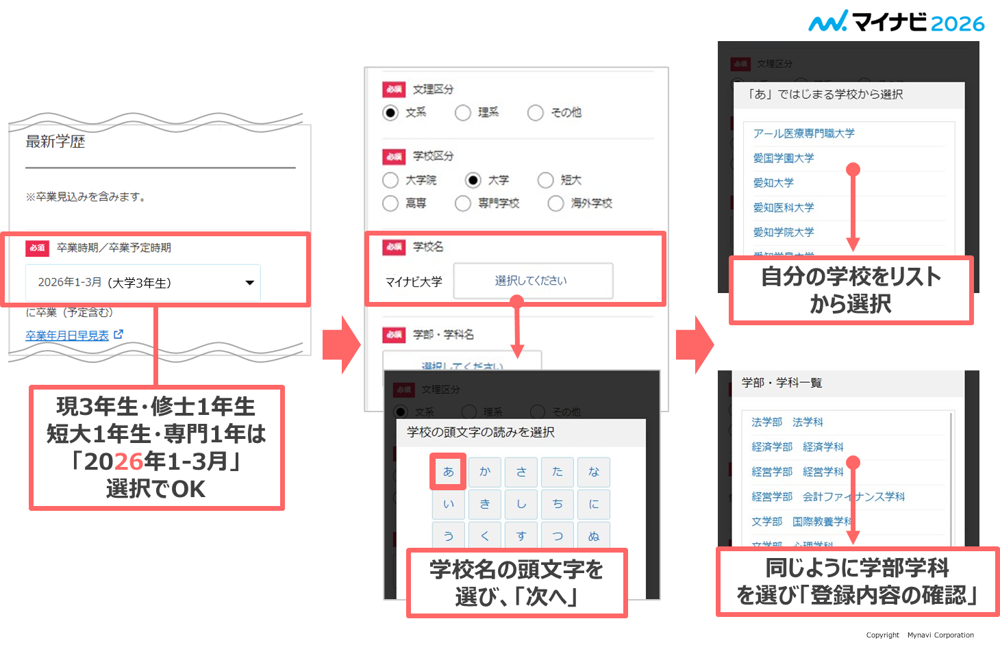 マイナビ2026
最新学歴
※卒業見込みを含みます。
必須 卒業時期／卒業予定時期
2026年1-3月（大学3年生）
に卒業（予定含む）
卒業年月日早見表
現3年生・修士1年生
短大1年生・専門1年は
「2026年1-3月」
選択でOK
必須 文理区分
文系 理系 その他
必須 学校区分
大学院 大学 短大
高専 専門学校 海外学校
必須 学校名
マイナビ大学 選択してください
必須 学部・学科名
選択してください
必須 文理区分
文系 理系 その他
学校の頭文字の読みを選択
あ か さ た な
い き し ち に
う く す つ ぬ
学校名の頭文字を
選び、「次へ」
必須 文理区分
「あ」ではじまる学校から選択
アール医療専門職大学
愛国学園大学
愛知大学
愛知医科大学
愛知学院大学
自分の学校をリスト
から選択
学部・学科一覧
法学部 法学科
経済学部 経済学科
経営学部 経営学科
経営学部 会計ファイナンス学科
文学部 国際教養学科
文学部 心理学科
同じように学部学科
を選び「登録内容の確認」
Copyright Mynavi Corporation